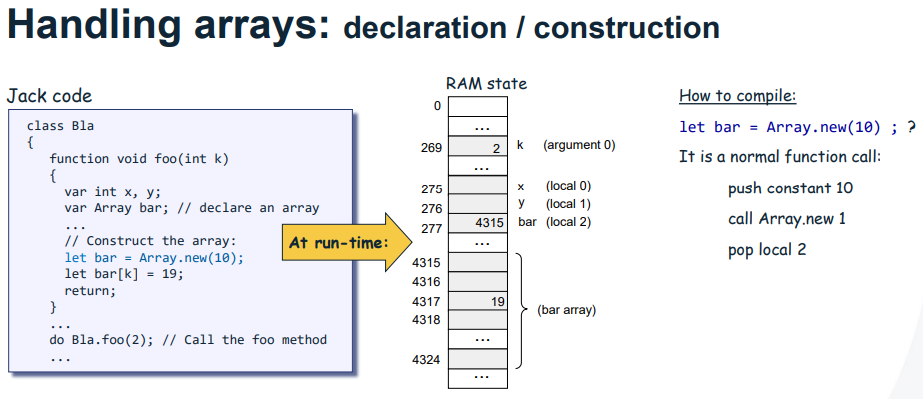 Handling arrays: declaration / construction
Jack code
class Bla
{
function void foo(int k)
{
var int x, y;
var Array bar; // declare an array
...
// Construct the array:
let bar = Array.new(10);
let bar[k] = 19;
return;
}
...
do Bla.foo(2); // Call the foo method
...
At run-time:
RAM state
0
...
269 2 k (argument 0)
...
275 x (local 0)
276 y (local 1)
277 4315 bar (local 2)
...
4315
4316
4317 19 (bar array)
4318
...
4324
...
How to compile:
let bar = Array.new(10) ; ?
It is a normal function call:
push constant 10
call Array.new 1
pop local 2